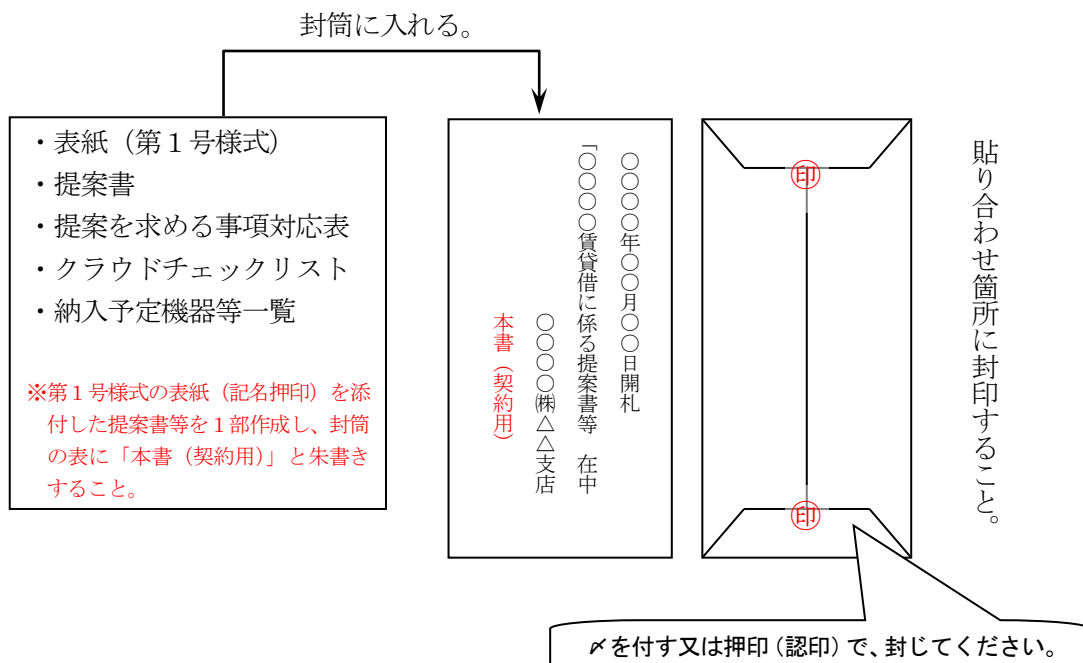 封筒に入れる。
・表紙（第１号様式）
・提案書
・提案を求める事項対応表
・クラウドチェックリスト
・納入予定機器等一覧
※第１号様式の表紙（記名押印）を添
付した提案書等を１部作成し、封筒
の表に「本書（契約用）」と朱書き
すること。
〇〇〇〇年〇〇月〇〇日開札
「〇〇〇〇賃貸借に係る提案書等　在中
〇〇〇〇㈱△△支店
本書（契約用）
印
印
貼り合わせ箇所に封印すること。
〆を付す又は押印（認印）で、封じてください。